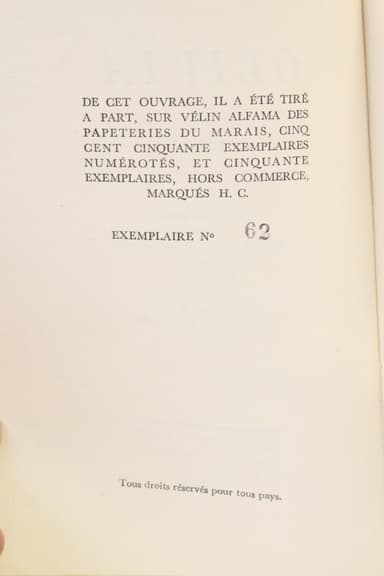 DE CET OUVRAGE, IL A ÉTÉ TIRÉ
A PART, SUR VÉLIN ALFAMA DES
PAPETERIES DU MARAIS, CINQ
CENT CINQUANTE EXEMPLAIRES
NUMÉROTÉS, ET CINQUANTE
EXEMPLAIRES, HORS COMMERCE,
MARQUÉS H. C.
EXEMPLAIRE Nº 62
Tous droits réservés pour tous pays.